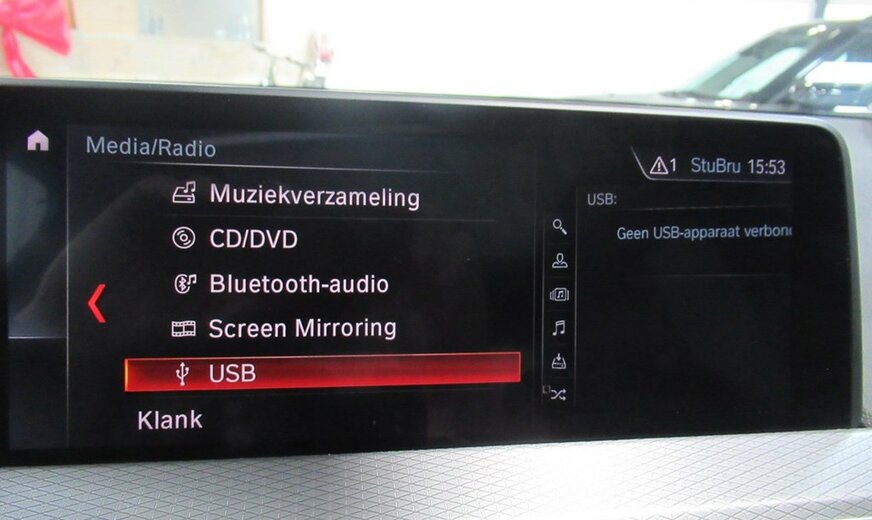 Media/Radio
1 StuBru 15:53
Muziekverzameling
CD/DVD
Bluetooth-audio
Screen Mirroring
USB
Klank
USB:
Geen USB-apparaat